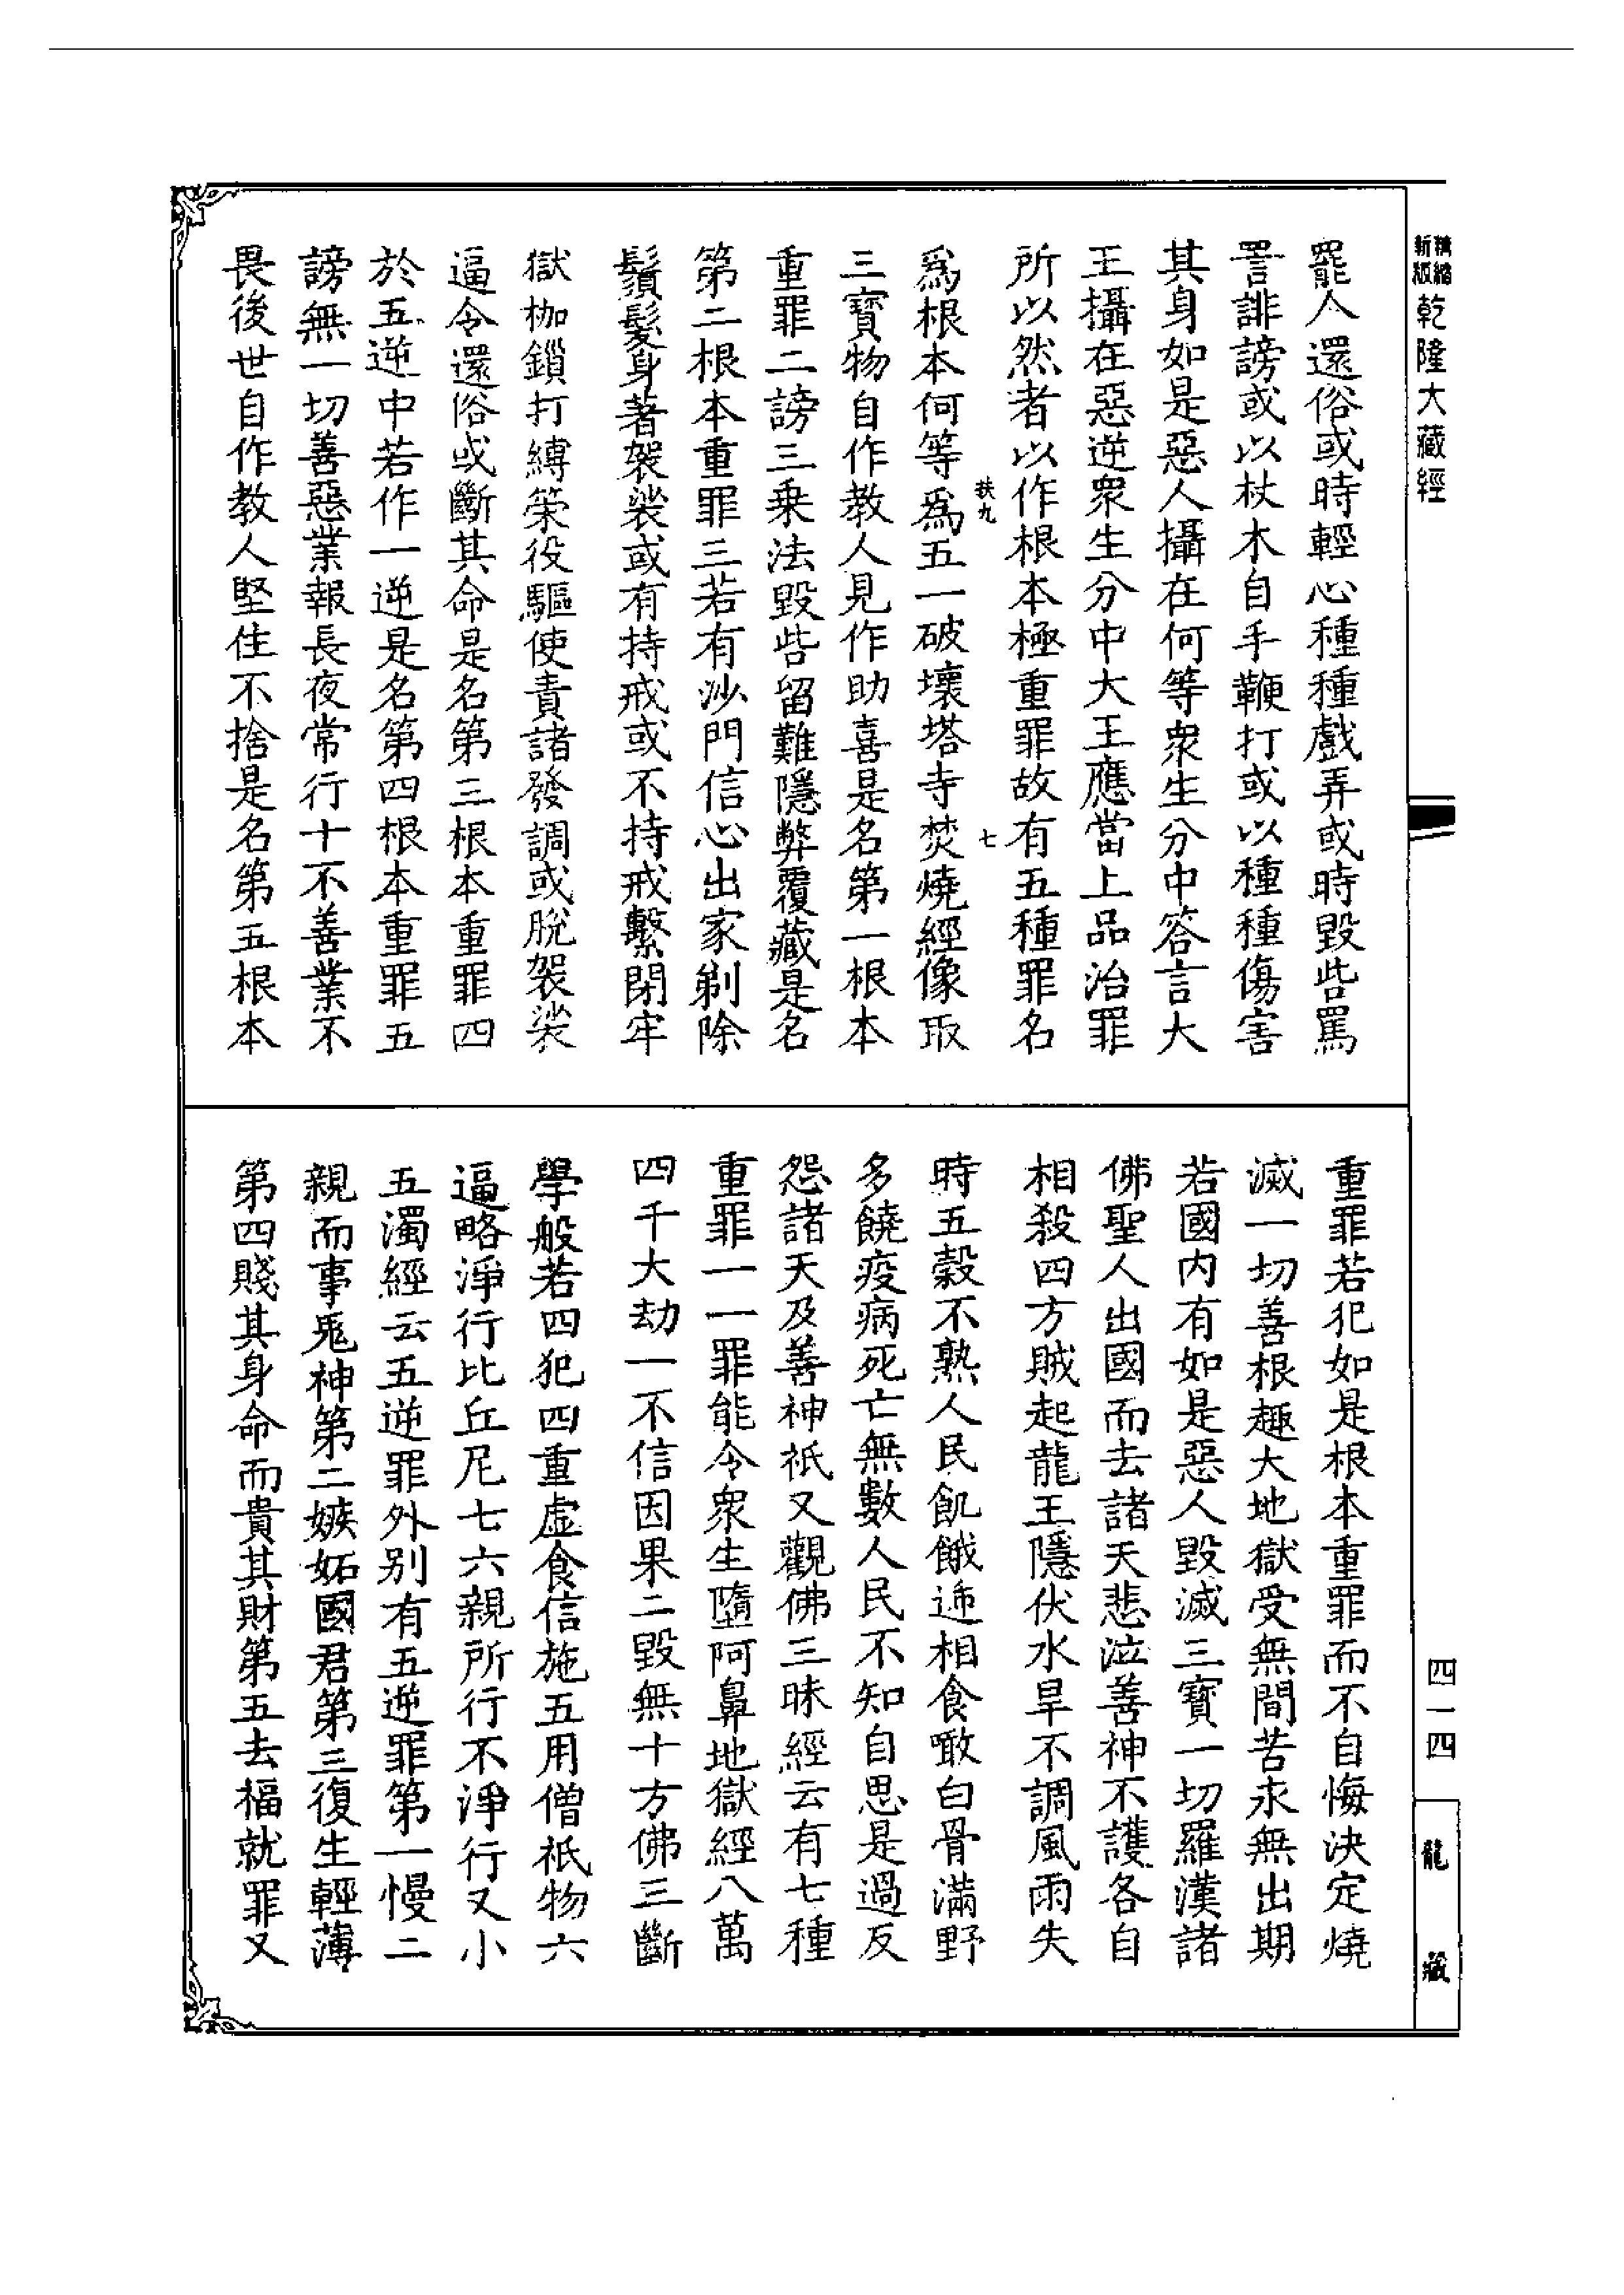 精縮新版乾隆大藏經
罷人還俗或時輕心種種戲弄或時毀呰罵
詈誹謗或以杖木自手鞭打或以種種傷害
其身如是惡人攝在何等衆生分中答言大
王攝在惡逆衆生分中大王應當上品治罪
所以然者以作根本極重罪故有五種罪名
扶九 七
爲根本何等爲五一破壞塔寺焚燒經像取
三寶物自作教人見作助喜是名第一根本
重罪二謗三乗法毀呰留難隱弊覆藏是名
第二根本重罪三若有沙門信心出家剃除
鬚髮身著袈裟或有持戒或不持戒繫閉牢
獄枷鎖打縛策役驅使責諸發調或脫袈裟
逼令還俗或斷其命是名第三根本重罪四
於五逆中若作一逆是名第四根本重罪五
謗無一切善惡業報長夜常行十不善業不
畏後世自作教人堅住不捨是名第五根本
重罪若犯如是根本重罪而不自悔決定燒
滅一切善根趣大地獄受無間苦永無出期
若國内有如是惡人毀滅三寶一切羅漢諸
佛聖人出國而去諸天悲泣善神不護各自
相殺四方賊起龍王隱伏水旱不調風雨失
時五穀不熟人民飢餓逓相食噉白骨滿野
多饒疫病死亡無數人民不知自思是過反
怨諸天及善神祇又觀佛三昧經云有七種
重罪一一罪能令衆生墮阿鼻地獄經八萬
四千大劫一不信因果二毀無十方佛三斷
學般若四犯四重虚食信施五用僧祇物六
逼略淨行比丘尼七六親所行不淨行又小
五濁經云五逆罪外別有五逆罪第一慢二
親而事鬼神第二嫉妬國君第三復生輕薄
第四賤其身命而貴其財第五去福就罪又
四一四
龍藏